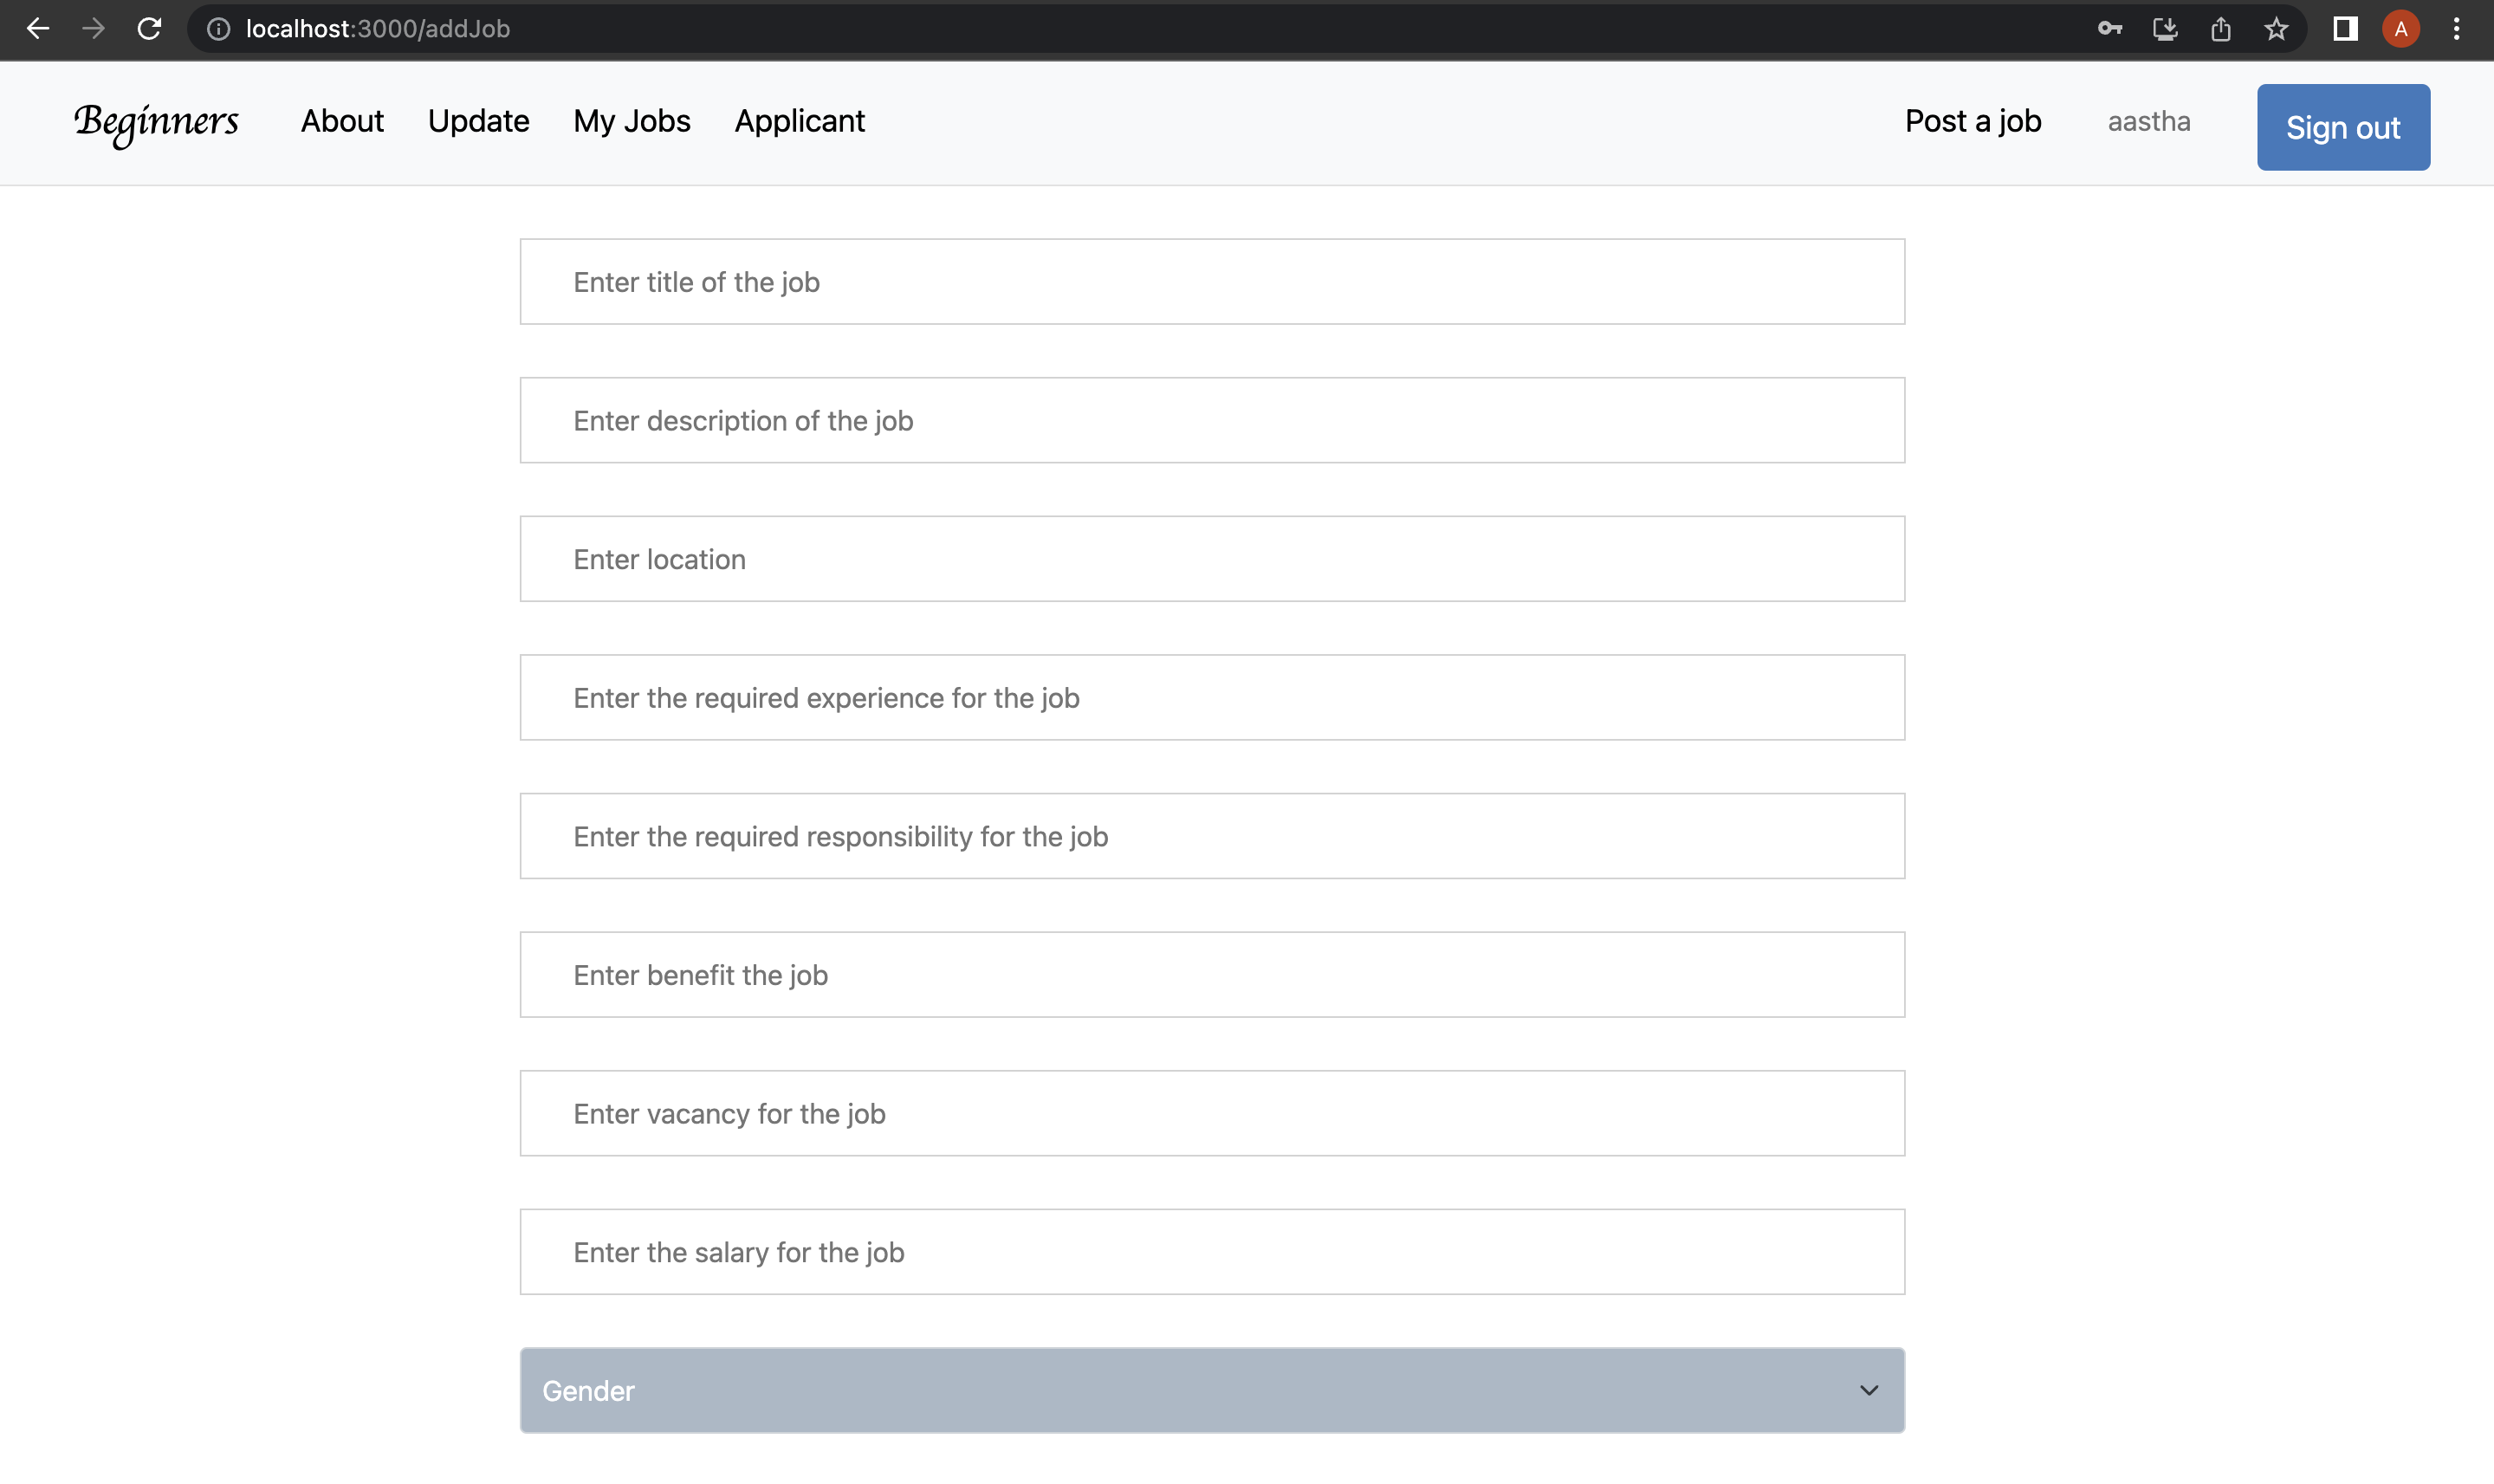 localhost:3000/addJob
A
Beginners About Update My Jobs Applicant Post a job aastha Sign out
Enter title of the job
Enter description of the job
Enter location
Enter the required experience for the job
Enter the required responsibility for the job
Enter benefit the job
Enter vacancy for the job
Enter the salary for the job
Gender